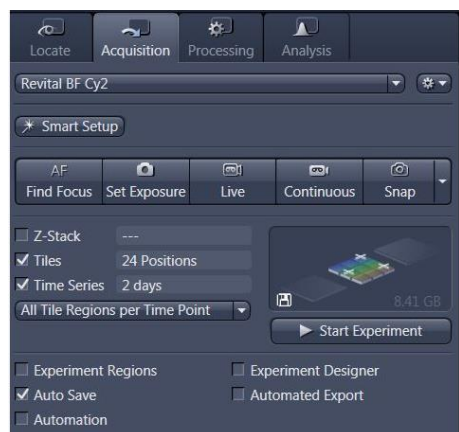 Locate Acquisition Processing Analysis
Revital BF Cy2
Smart Setup
AF
Find Focus Set Exposure Live Continuous Snap
Z-Stack ---
Tiles 24 Positions
Time Series 2 days
All Tile Regions per Time Point
8.41 GB
Start Experiment
Experiment Regions Experiment Designer
Auto Save Automated Export
Automation